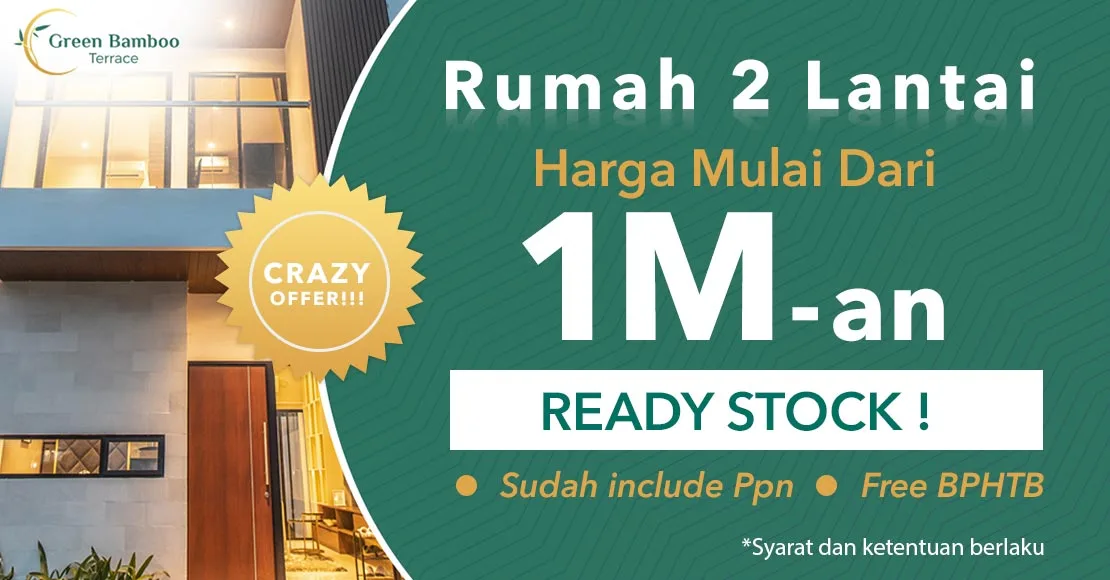 Green Bamboo
Terrace
Rumah 2 Lantai
Harga Mulai Dari
1M-an
CRAZY
OFFER!!!
READY STOCK !
Sudah include Ppn
Free BPHTB
*Syarat dan ketentuan berlaku